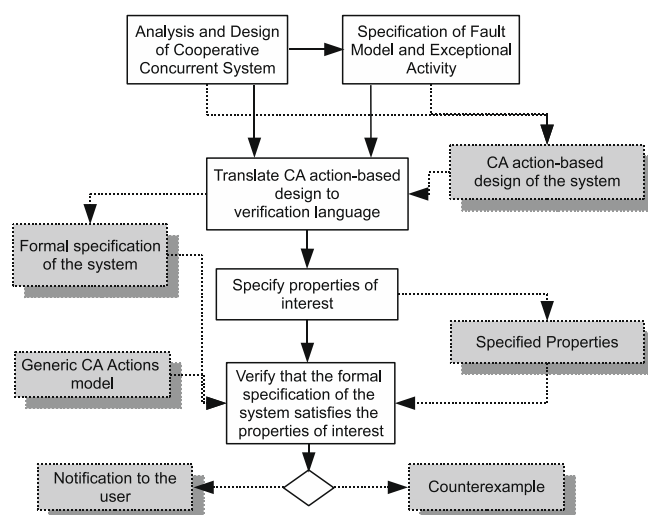 Analysis and Design
of Cooperative
Concurrent System
Specification of Fault
Model and Exceptional
Activity
CA action-based
design of the system
Translate CA action-based
design to
verification language
Formal specification
of the system
Specify properties of
interest
Specified Properties
Generic CA Actions
model
Verify that the formal
specification of the
system satisfies the
properties of interest
Notification to the
user
Counterexample